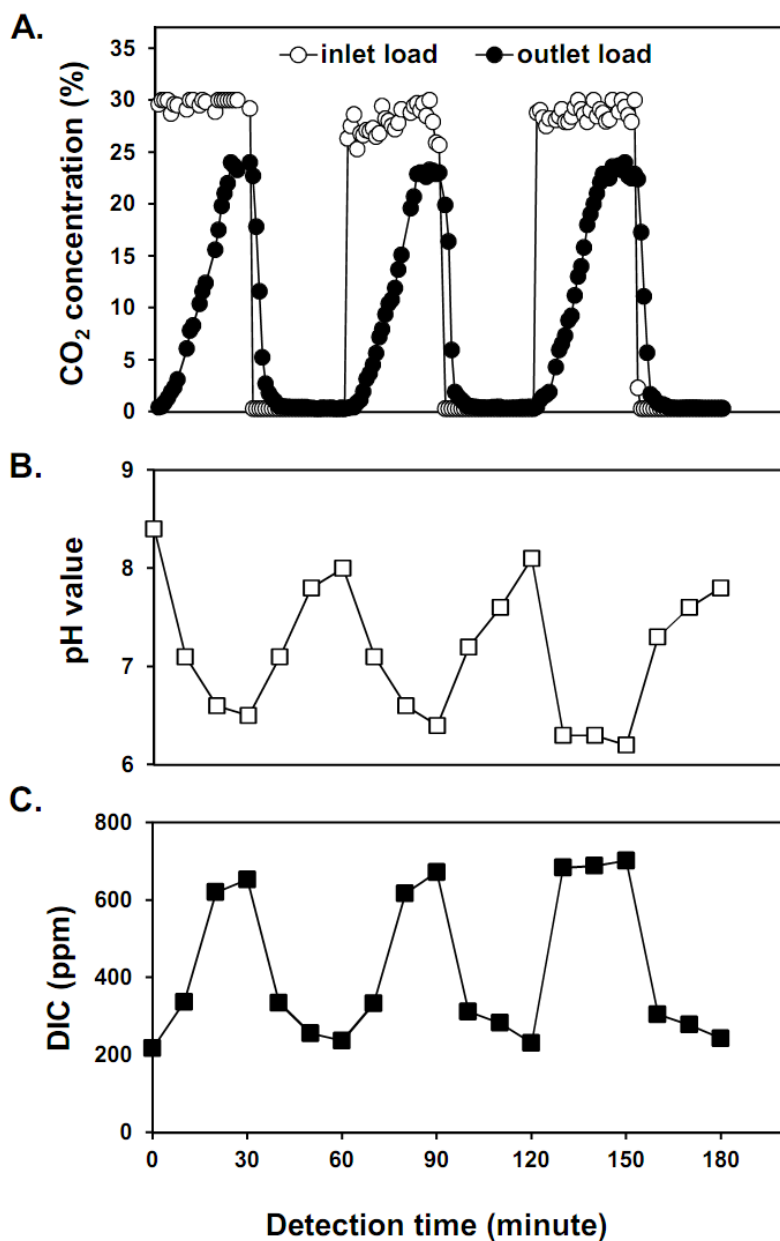 A.
inlet load outlet load
CO2 concentration (%)
35
30
25
20
15
10
5
0
B.
pH value
9
8
7
6
C.
DIC (ppm)
800
600
400
200
0
0 30 60 90 120 150 180
Detection time (minute)